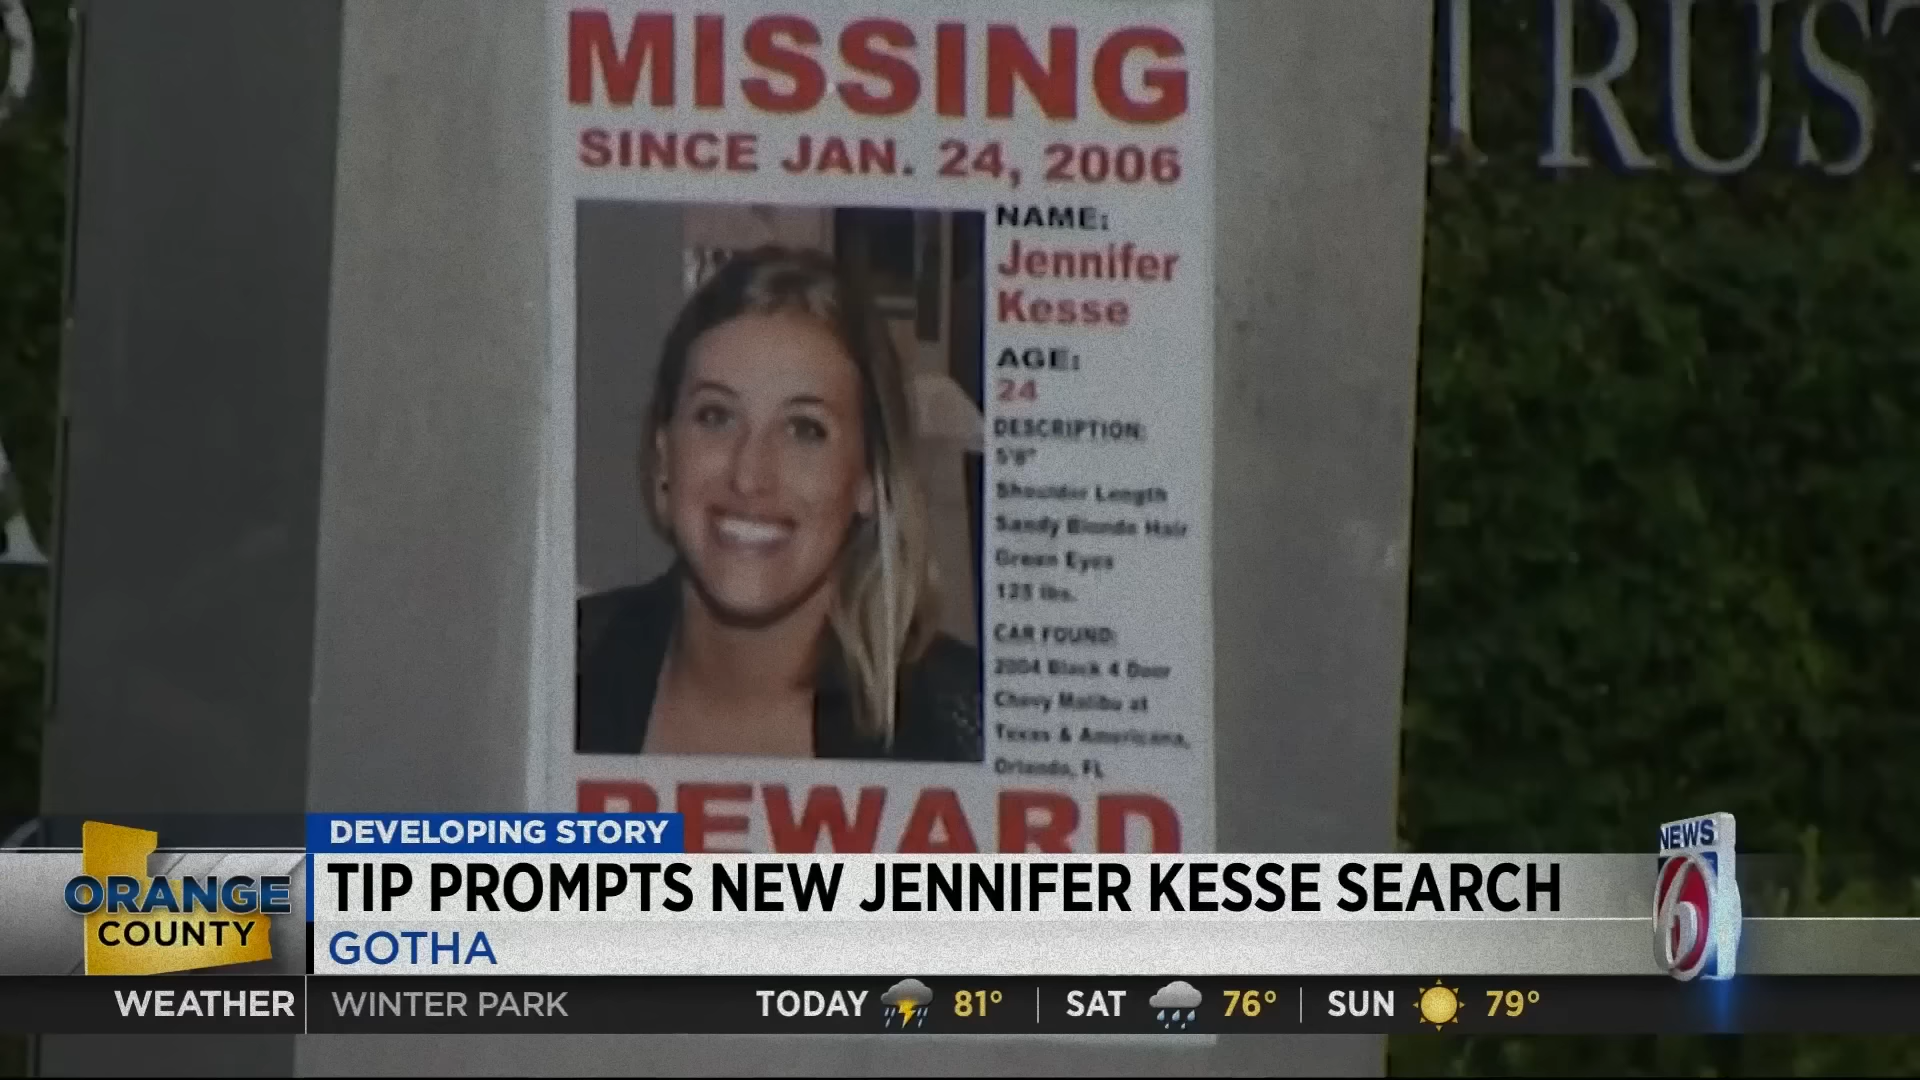 TRUST
MISSING
SINCE JAN. 24, 2006
NAME:
Jennifer
Kesse
AGE:
24
DESCRIPTION:
5'8"
Shoulder Length
Sandy Blonde Hair
Green Eyes
125 lbs.
CAR FOUND:
2004 Black 4 Door
Chevy Malibu at
Texas & Americana,
Orlando, FL
REWARD
DEVELOPING STORY
TIP PROMPTS NEW JENNIFER KESSE SEARCH
GOTHA
ORANGE
COUNTY
NEWS
6
WEATHER WINTER PARK TODAY 81° SAT 76° SUN 79°